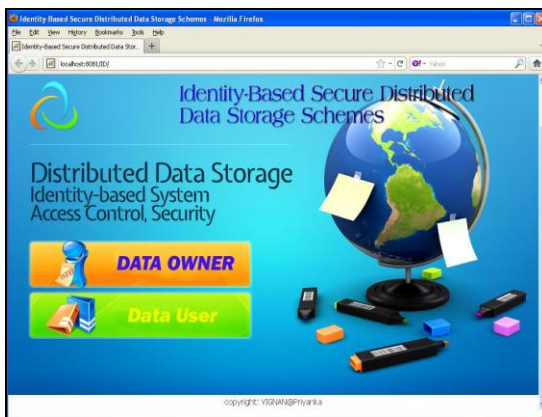 Identity-Based Secure Distributed Data Storage Schemes - Mozilla Firefox
File Edit View History Bookmarks Tools Help
Identity-Based Secure Distributed Data Stor...
localhost:8081/ID/
Yahoo
Identity-Based Secure Distributed
Data Storage Schemes
Distributed Data Storage
Identity-based System
Access Control, Security
DATA OWNER
Data User
copyright: VIGNAN@Priyanka